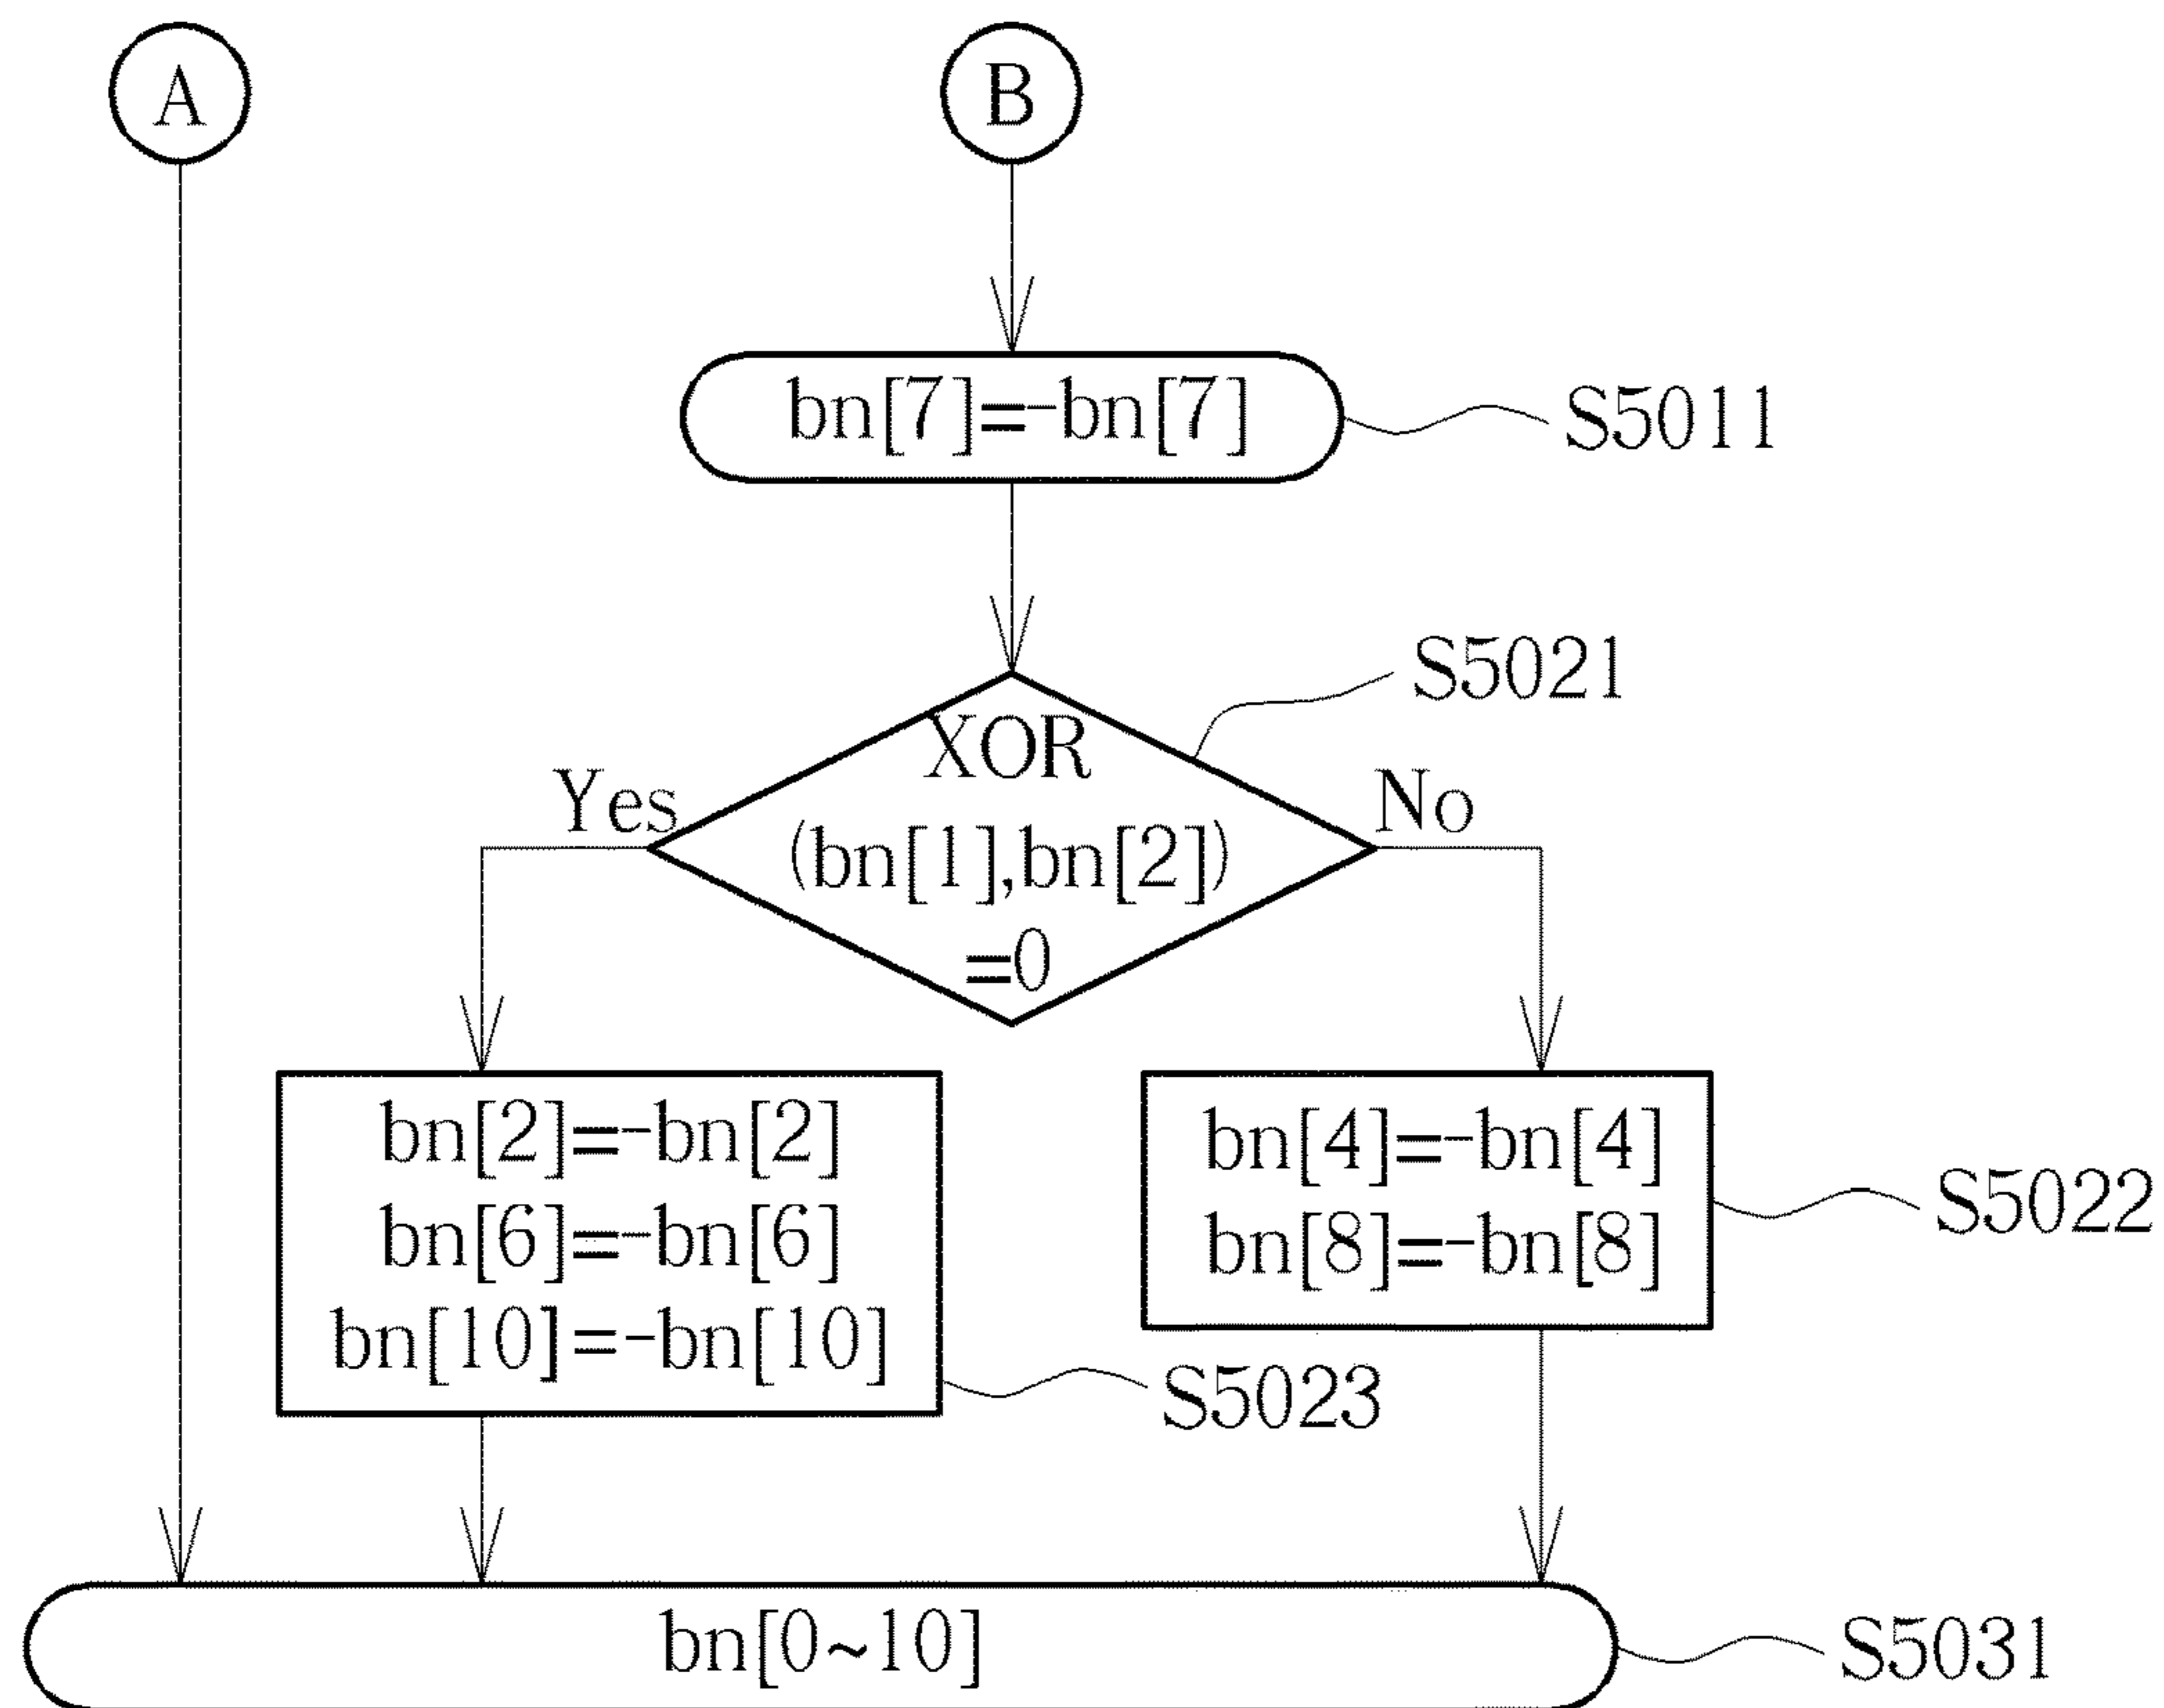 A
B
bn[7]=-bn[7]
S5011
S5021
XOR
(bn[1],bn[2])
=0
Yes
No
bn[2]=-bn[2]
bn[6]=-bn[6]
bn[10]=-bn[10]
S5023
bn[4]=-bn[4]
bn[8]=-bn[8]
S5022
bn[0~10]
S5031